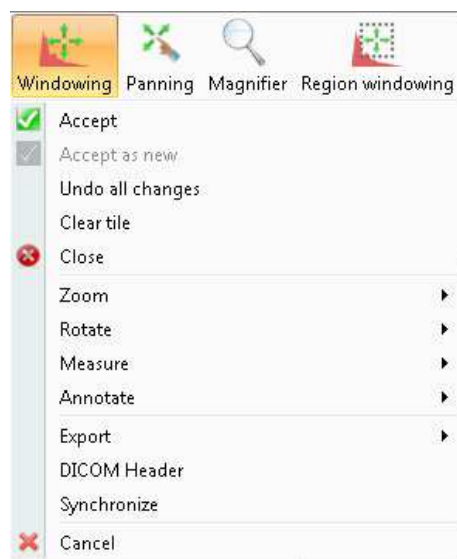 Windowing Panning Magnifier Region windowing
Accept
Accept as new
Undo all changes
Clear tile
Close
Zoom
Rotate
Measure
Annotate
Export
DICOM Header
Synchronize
Cancel